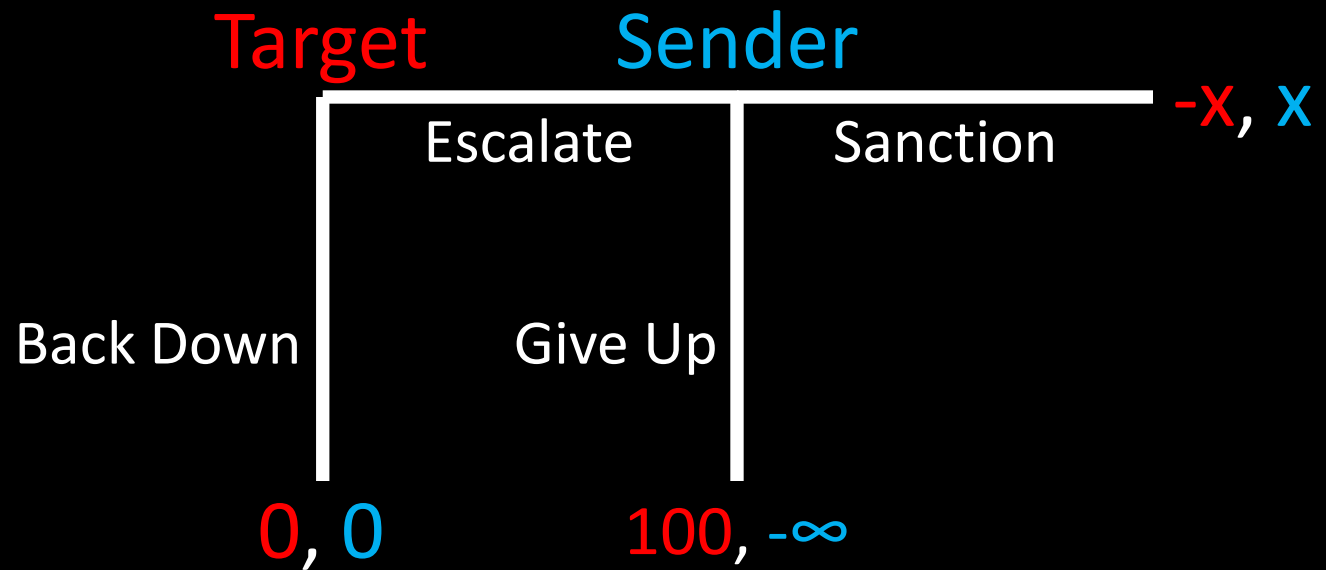 Target Sender
-x, x
Escalate Sanction
Back Down Give Up
0, 0 100, -∞